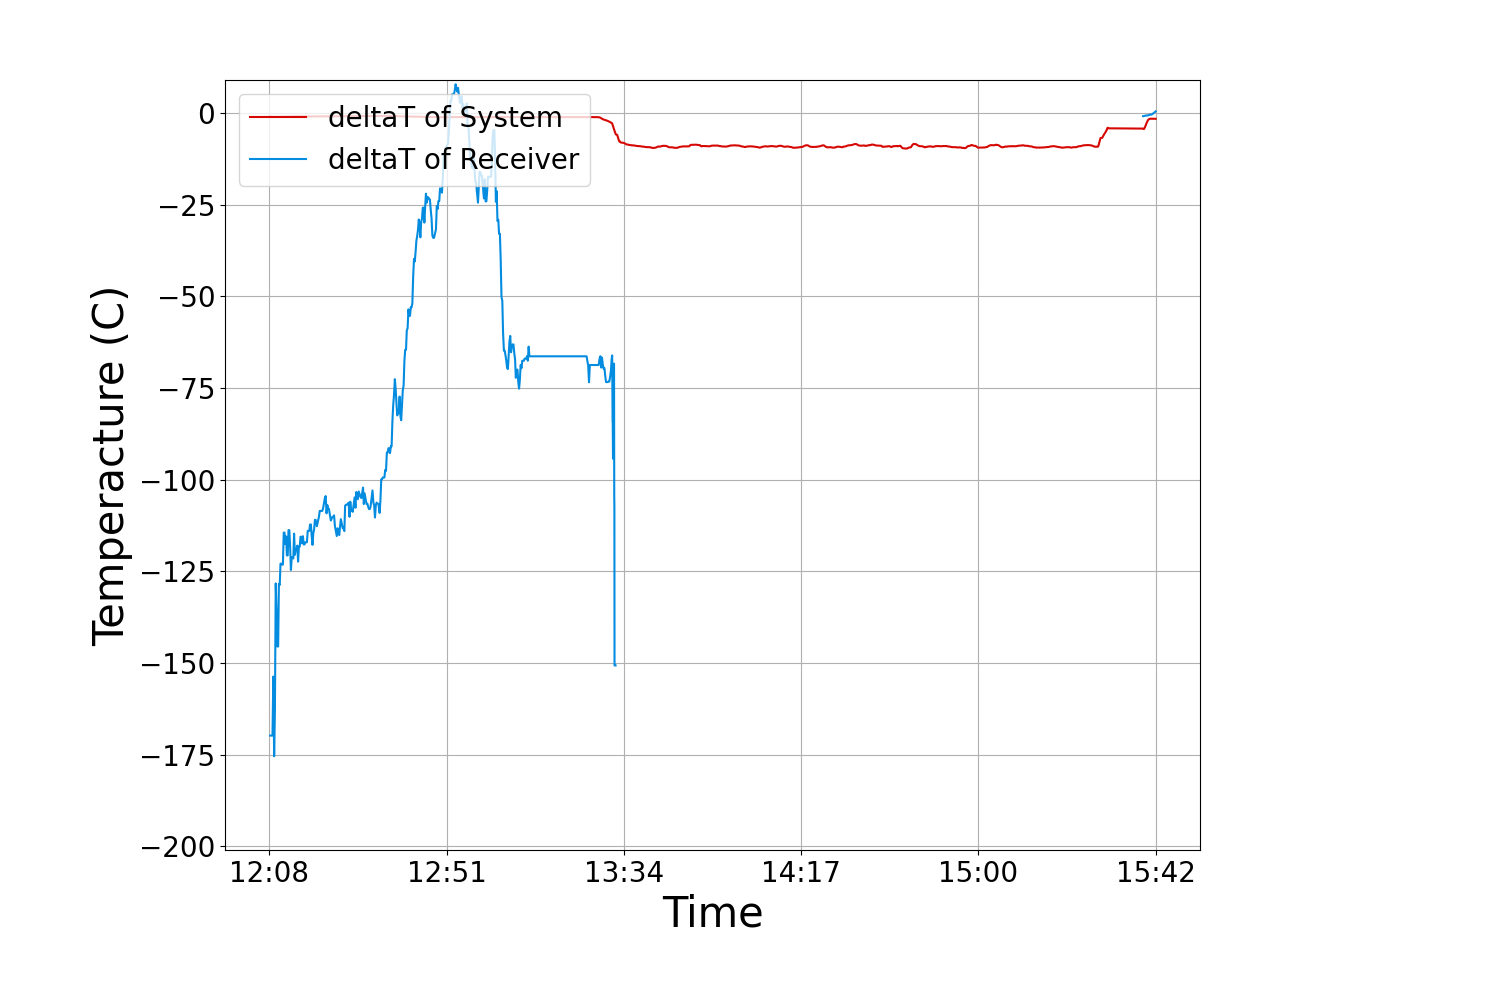 deltaT of System
deltaT of Receiver
0
−25
−50
−75
−100
−125
−150
−175
−200
Temperacture (C)
12:08 12:51 13:34 14:17 15:00 15:42
Time